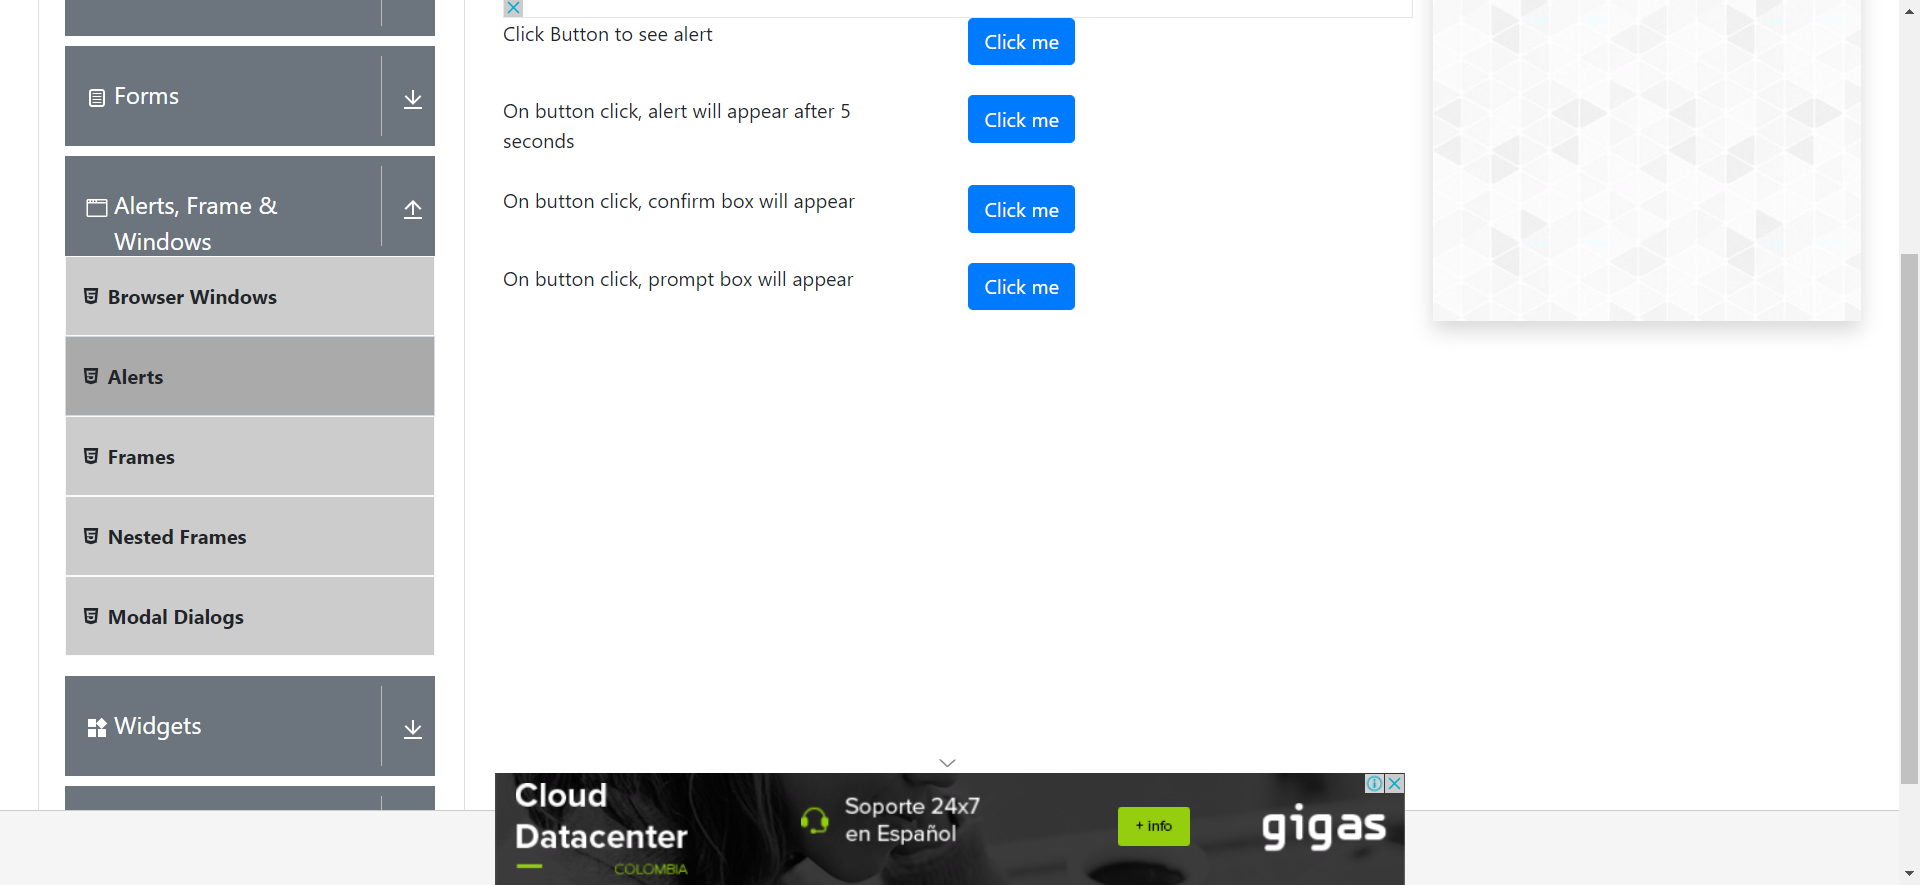 Forms
Alerts, Frame &
Windows
Browser Windows
Alerts
Frames
Nested Frames
Modal Dialogs
Widgets
Click Button to see alert
Click me
On button click, alert will appear after 5
seconds
Click me
On button click, confirm box will appear
Click me
On button click, prompt box will appear
Click me
Cloud
Datacenter
COLOMBIA
Soporte 24x7
en Español
+ info
gigas